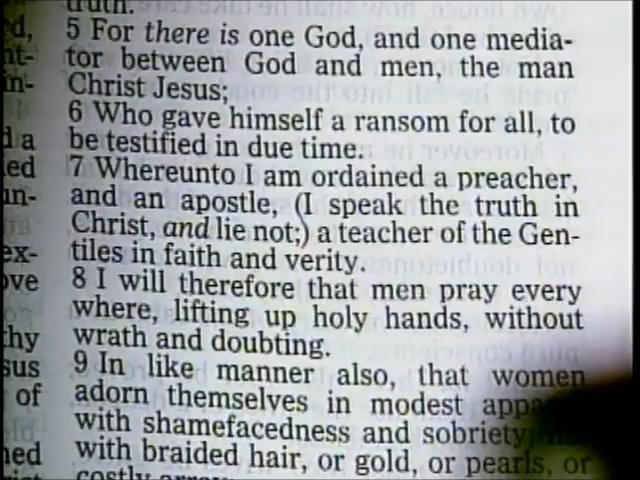 truth.
5 For there is one God, and one media-
tor between God and men, the man
Christ Jesus;
6 Who gave himself a ransom for all, to
be testified in due time.
7 Whereunto I am ordained a preacher,
and an apostle, (I speak the truth in
Christ, and lie not;) a teacher of the Gen-
tiles in faith and verity.
8 I will therefore that men pray every
where, lifting up holy hands, without
wrath and doubting.
9 In like manner also, that women
adorn themselves in modest
with shamefacedness and sobriety;
with braided hair, or gold, or pearls, or
costly